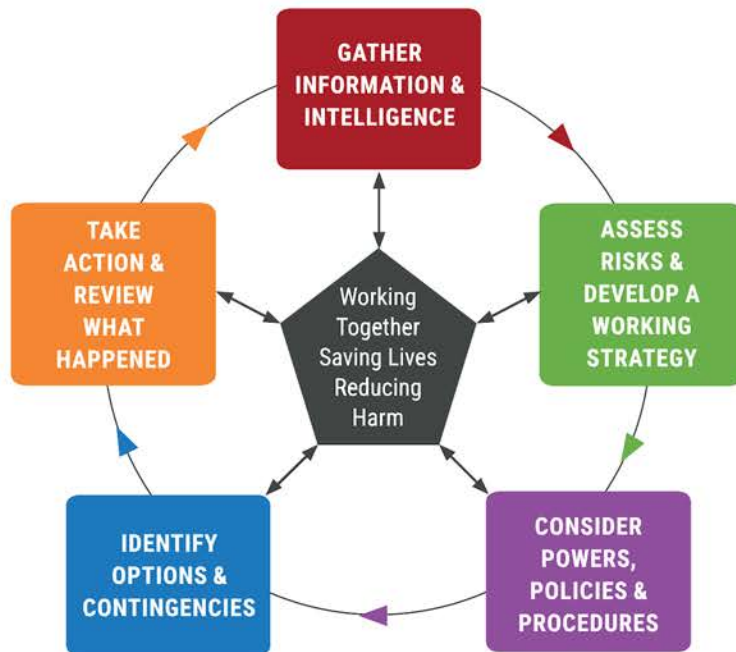 GATHER
INFORMATION &
INTELLIGENCE
ASSESS
RISKS &
DEVELOP A
WORKING
STRATEGY
CONSIDER
POWERS,
POLICIES &
PROCEDURES
IDENTIFY
OPTIONS &
CONTINGENCIES
TAKE
ACTION &
REVIEW
WHAT
HAPPENED
Working
Together
Saving Lives
Reducing
Harm